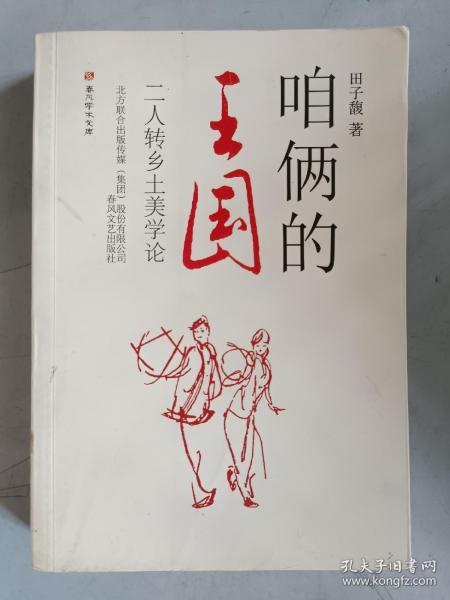 田子馥 著
咱俩的
王国
二人转乡土美学论
北方联合出版传媒（集团）股份有限公司
春风文艺出版社
春风学术文库
孔夫子旧书网
www.kongfz.com